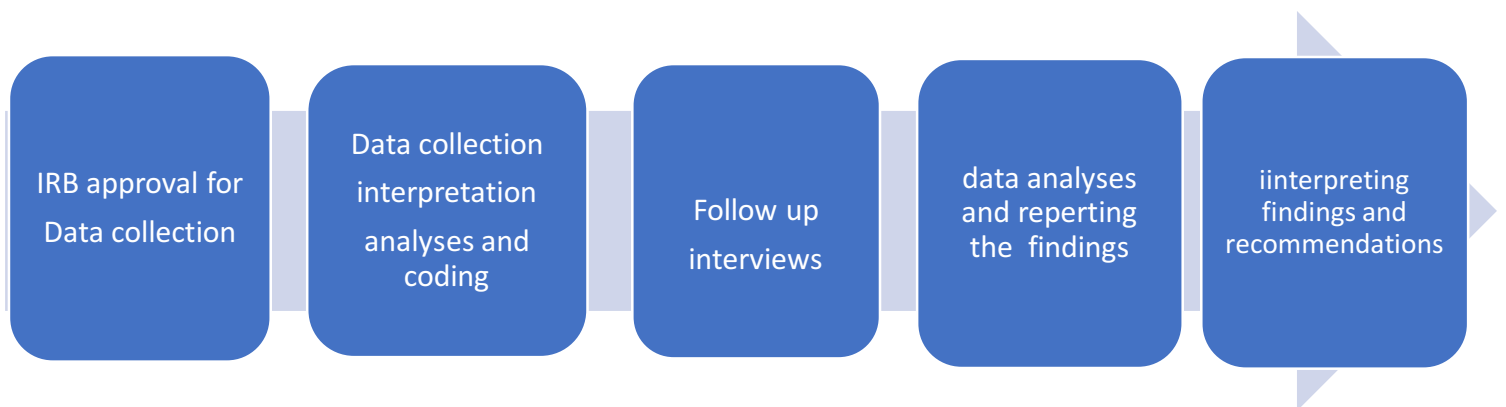 IRB approval for
Data collection
Data collection
interpretation
analyses and
coding
Follow up
interviews
data analyses
and reperting
the findings
iinterpreting
findings and
recommendations